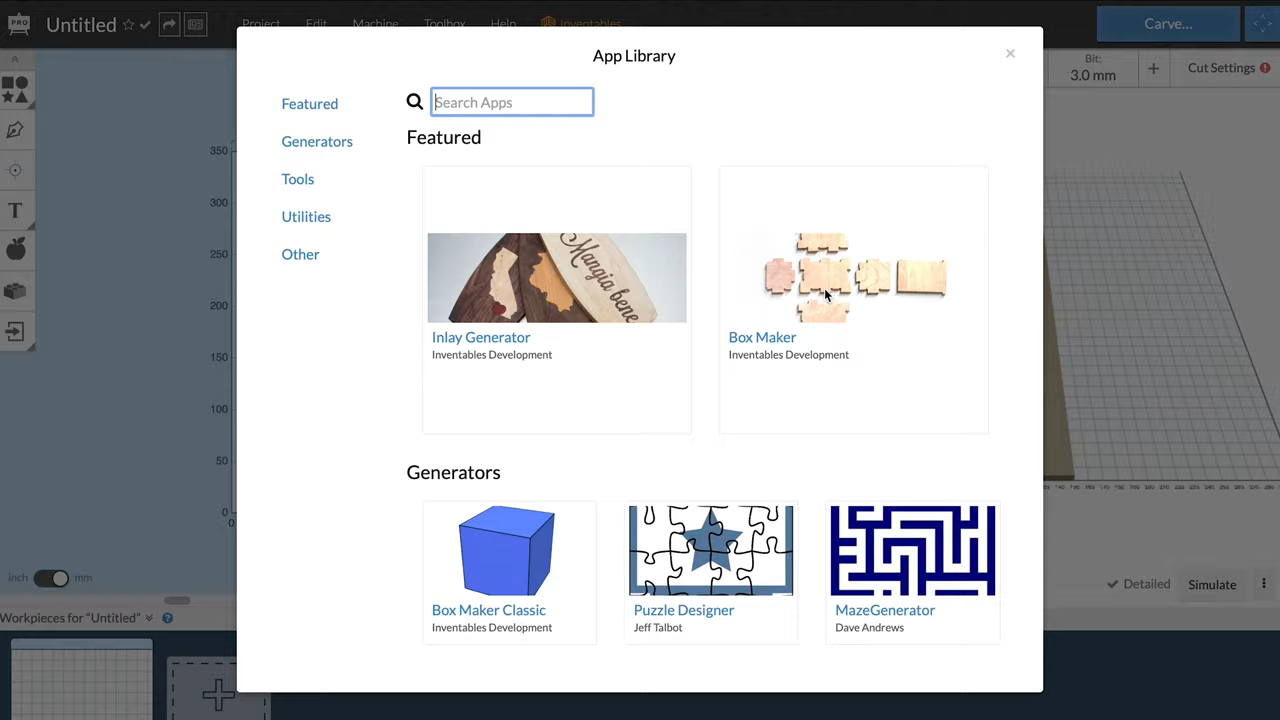 PRO
Untitled
Project Edit Machine Toolbox Help Inventables
Carve...
Bit:
3.0 mm
Cut Settings
App Library
×
Featured
Generators
Tools
Utilities
Other
Search Apps
Featured
Mangia bene
Inlay Generator
Inventables Development
Box Maker
Inventables Development
Generators
Box Maker Classic
Inventables Development
Puzzle Designer
Jeff Talbot
MazeGenerator
Dave Andrews
T
350
300
250
200
150
100
50
0
0
inch mm
Detailed
Simulate
Workpieces for “Untitled”
?